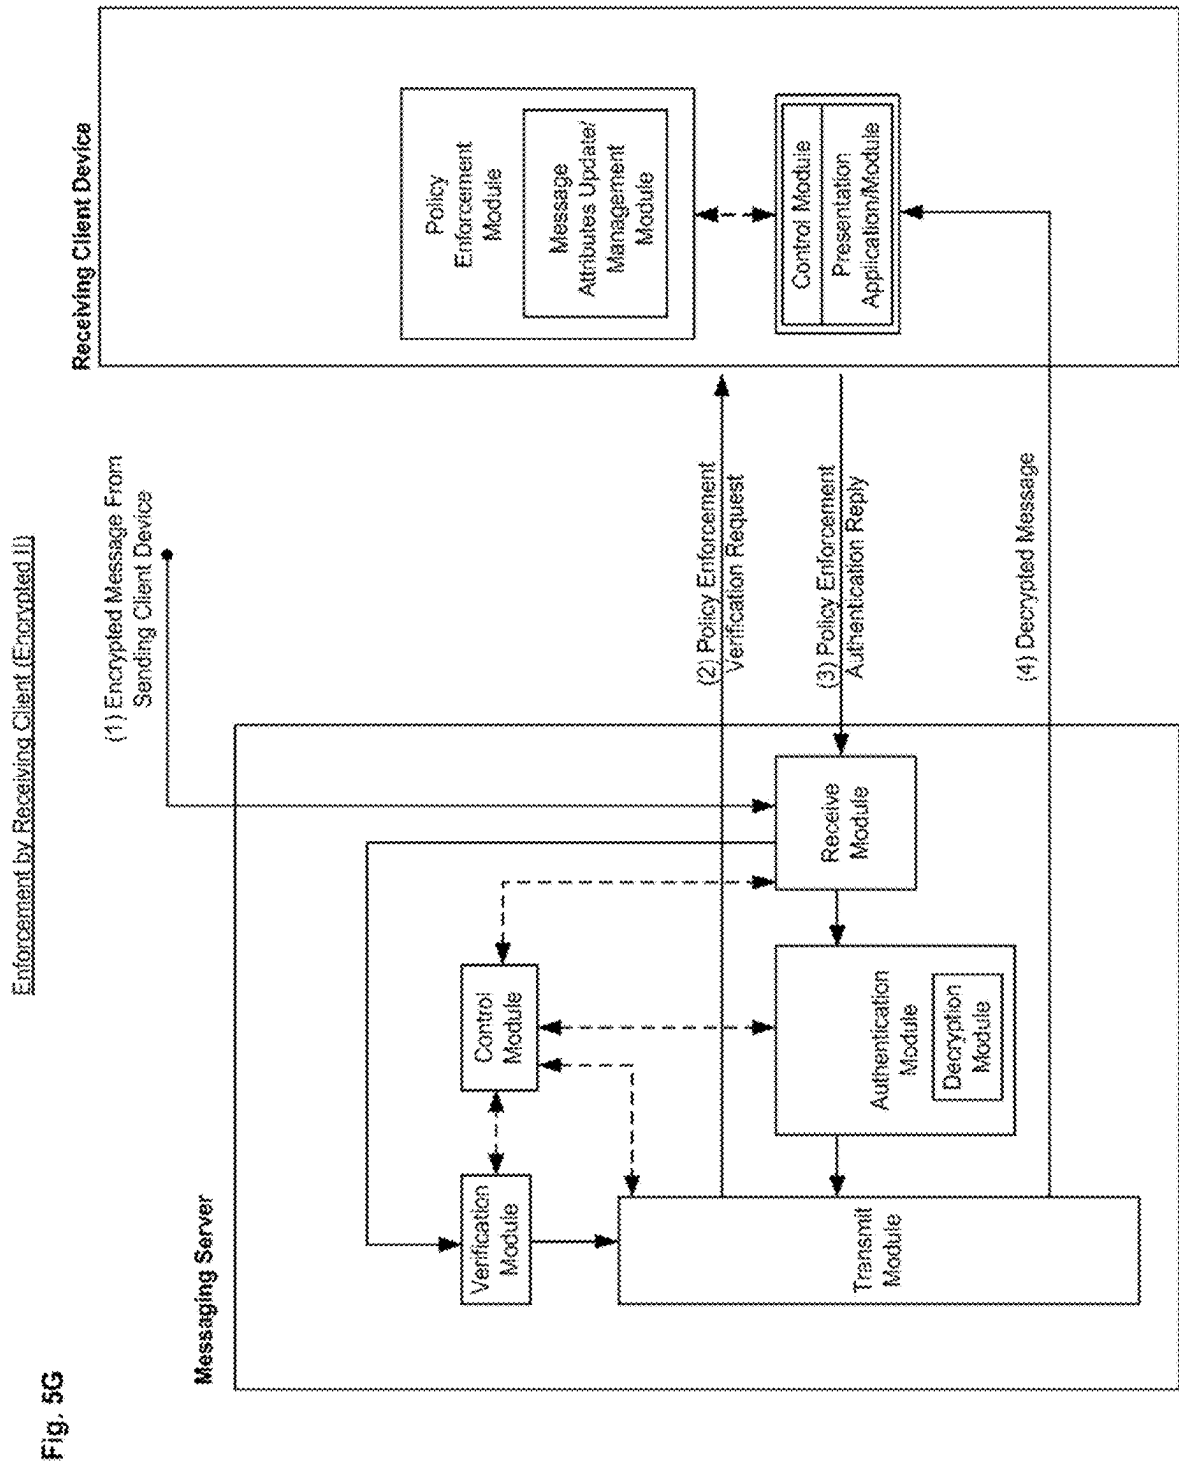 Fig. 5G
Enforcement by Receiving Client (Encrypted II)
Messaging Server
Receiving Client Device
(1) Encrypted Message From
Sending Client Device
Verification
Module
Control
Module
Transmit
Module
Authentication
Module
Decryption
Module
Receive
Module
(2) Policy Enforcement
Verification Request
(3) Policy Enforcement
Authentication Reply
(4) Decrypted Message
Policy
Enforcement
Module
Message
Attributes Update/
Management
Module
Control Module
Presentation
Application/Module